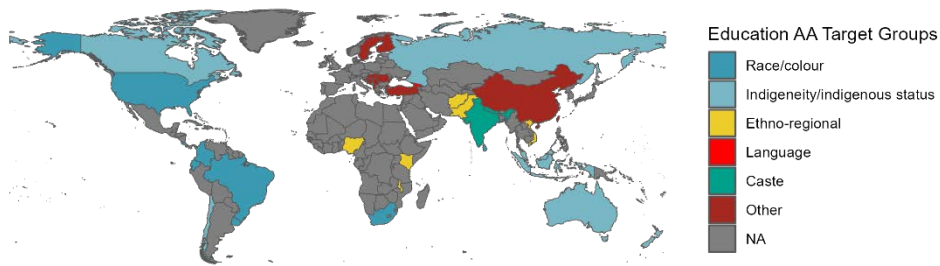 Education AA Target Groups
Race/colour
Indigeneity/indigenous status
Ethno-regional
Language
Caste
Other
NA